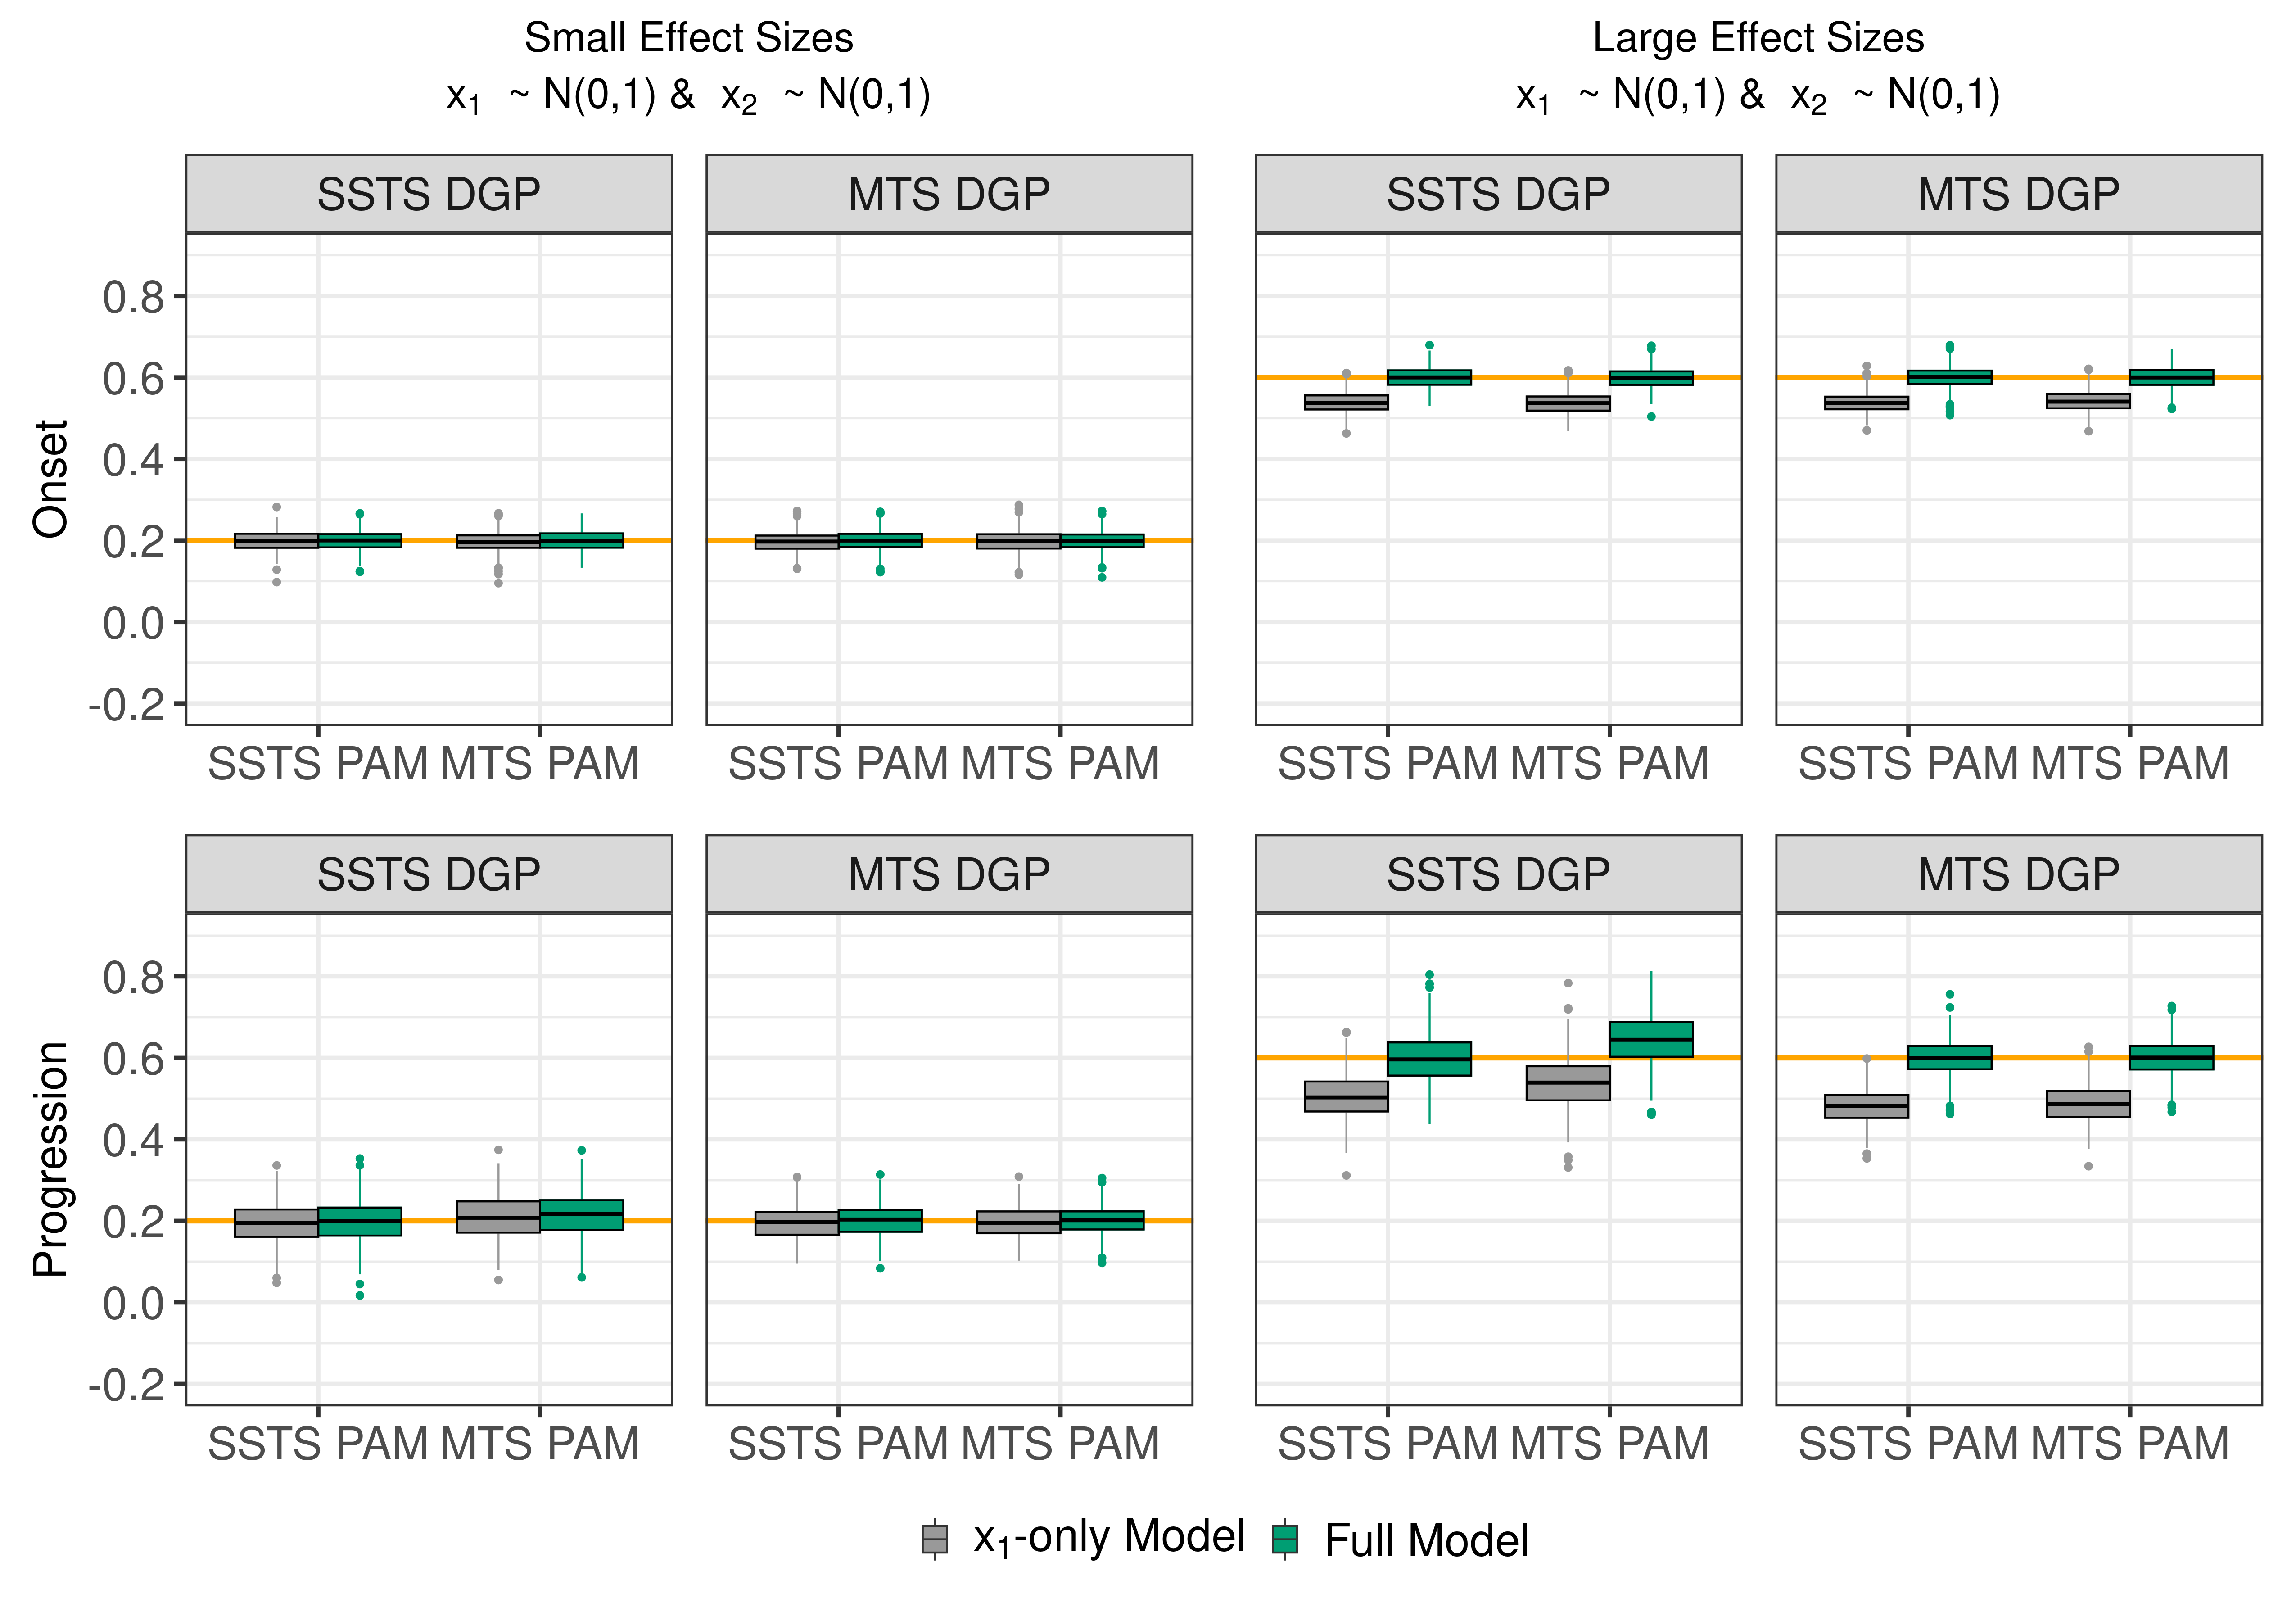 Small Effect Sizes
x₁ ~ N(0,1) & x₂ ~ N(0,1)
Large Effect Sizes
x₁ ~ N(0,1) & x₂ ~ N(0,1)
SSTS DGP
MTS DGP
SSTS DGP
MTS DGP
Onset
0.8
0.6
0.4
0.2
0.0
-0.2
SSTS PAM
MTS PAM
SSTS PAM
MTS PAM
SSTS PAM
MTS PAM
SSTS PAM
MTS PAM
SSTS DGP
MTS DGP
SSTS DGP
MTS DGP
Progression
0.8
0.6
0.4
0.2
0.0
-0.2
SSTS PAM
MTS PAM
SSTS PAM
MTS PAM
SSTS PAM
MTS PAM
SSTS PAM
MTS PAM
x₁-only Model
Full Model